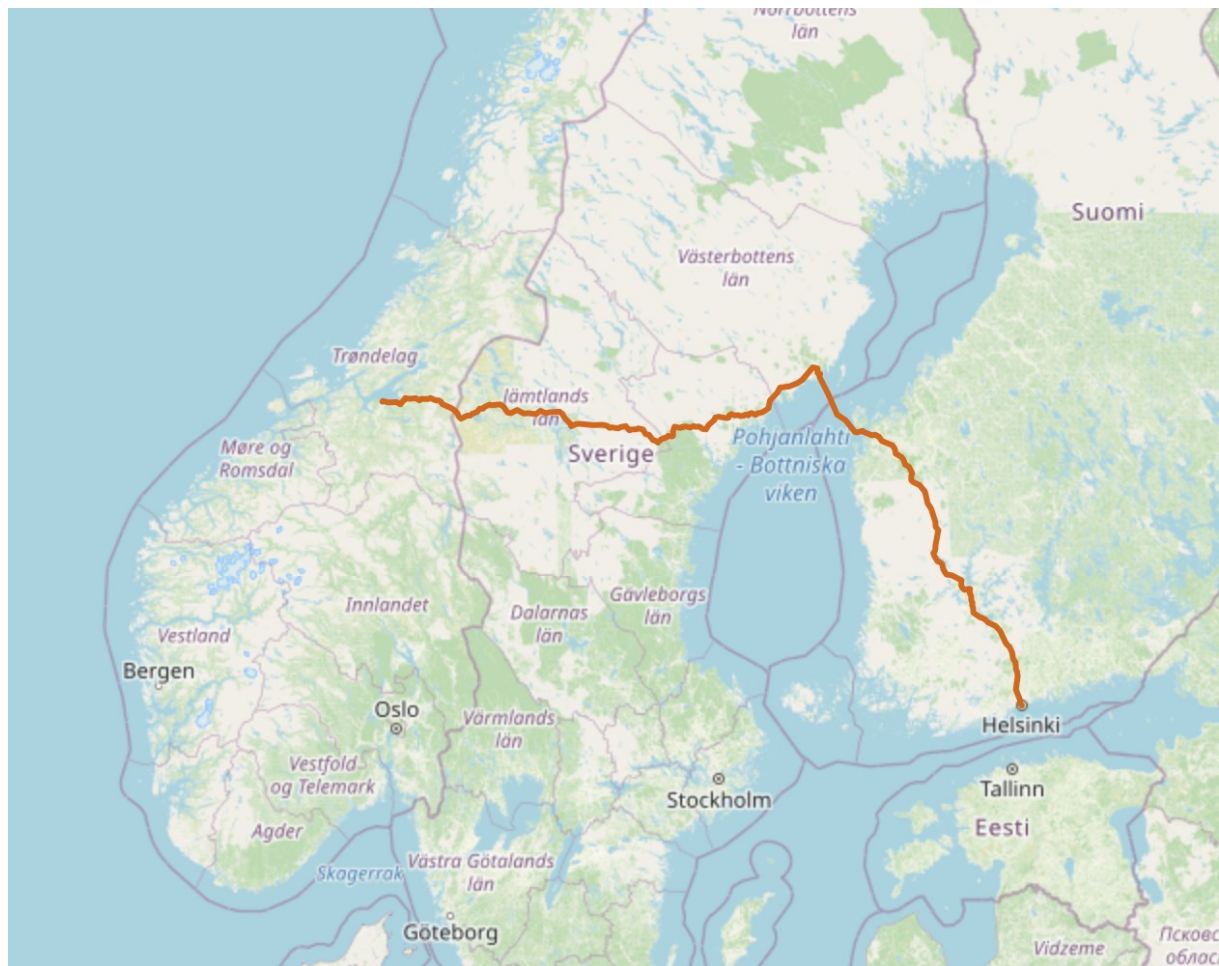 Norrbottens
län
Suomi
Västerbottens
län
Trøndelag
Jämtlands
län
Møre og
Romsdal
Sverige
Pohjanlahti
- Bottniska
viken
Innlandet
Dalarnas
län
Gävleborgs
län
Vestland
Bergen
Oslo
Värmlands
län
Helsinki
Vestfold
og Telemark
Stockholm
Tallinn
Agder
Eesti
Skagerrak
Västra Götalands
län
Göteborg
Vidzeme